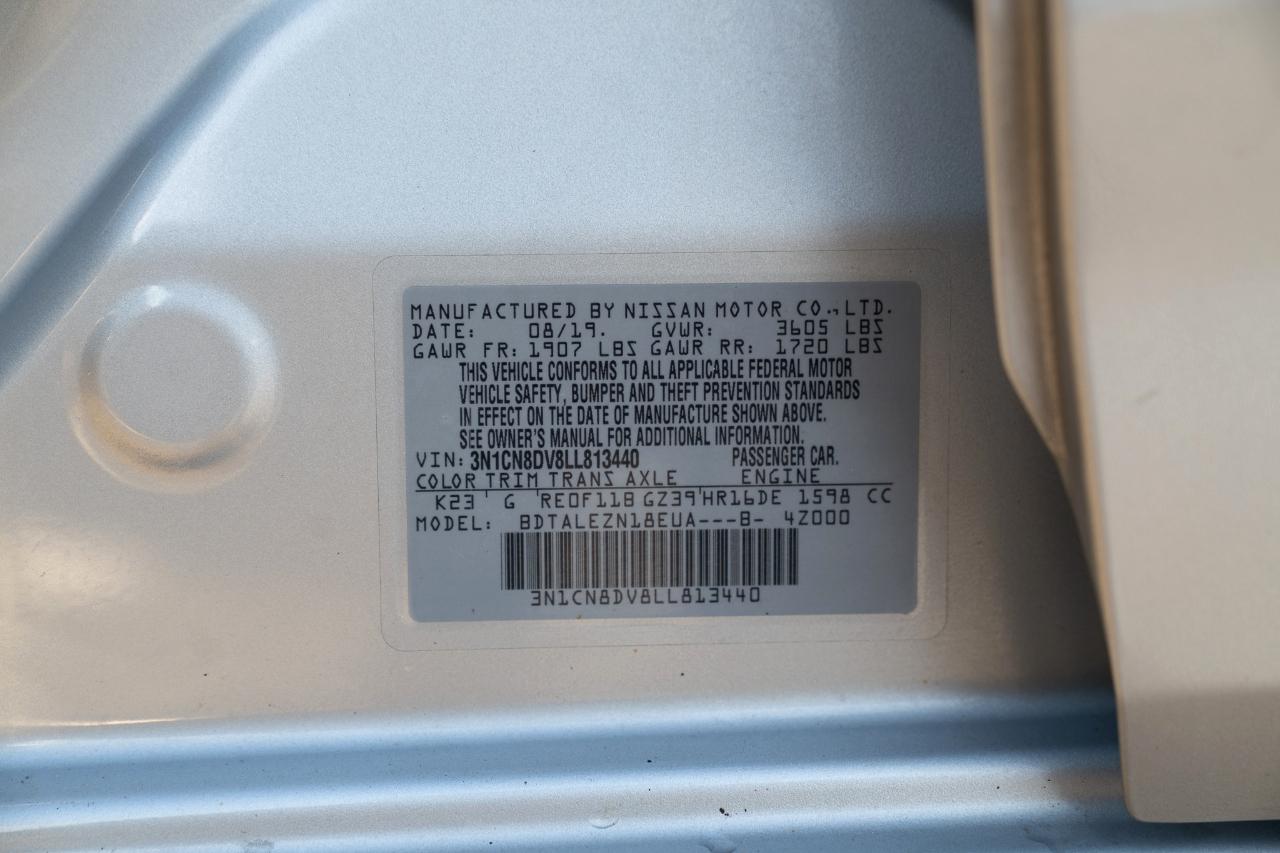 MANUFACTURED BY NISSAN MOTOR CO., LTD.
DATE: 08/19. GVWR: 3605 LBS
GAWR FR: 1907 LBS GAWR RR: 1720 LBS
THIS VEHICLE CONFORMS TO ALL APPLICABLE FEDERAL MOTOR
VEHICLE SAFETY, BUMPER AND THEFT PREVENTION STANDARDS
IN EFFECT ON THE DATE OF MANUFACTURE SHOWN ABOVE.
SEE OWNER'S MANUAL FOR ADDITIONAL INFORMATION.
VIN: 3N1CN8DV8LL813440 PASSENGER CAR.
COLOR TRIM TRANS AXLE ENGINE
K23 ' G 'RE0F11B GZ39'HR16DE 1598 CC
MODEL: BDTALEZN18EUA---B- 4Z000
3N1CN8DV8LL813440